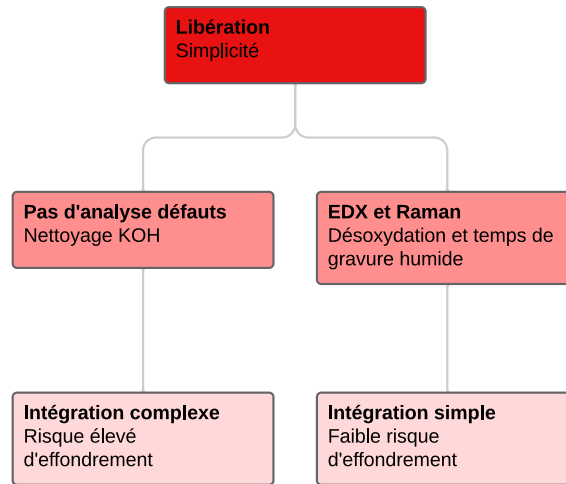 Libération
Simplicité
Pas d'analyse défauts
Nettoyage KOH
EDX et Raman
Désoxydation et temps de
gravure humide
Intégration complexe
Risque élevé
d'effondrement
Intégration simple
Faible risque
d'effondrement